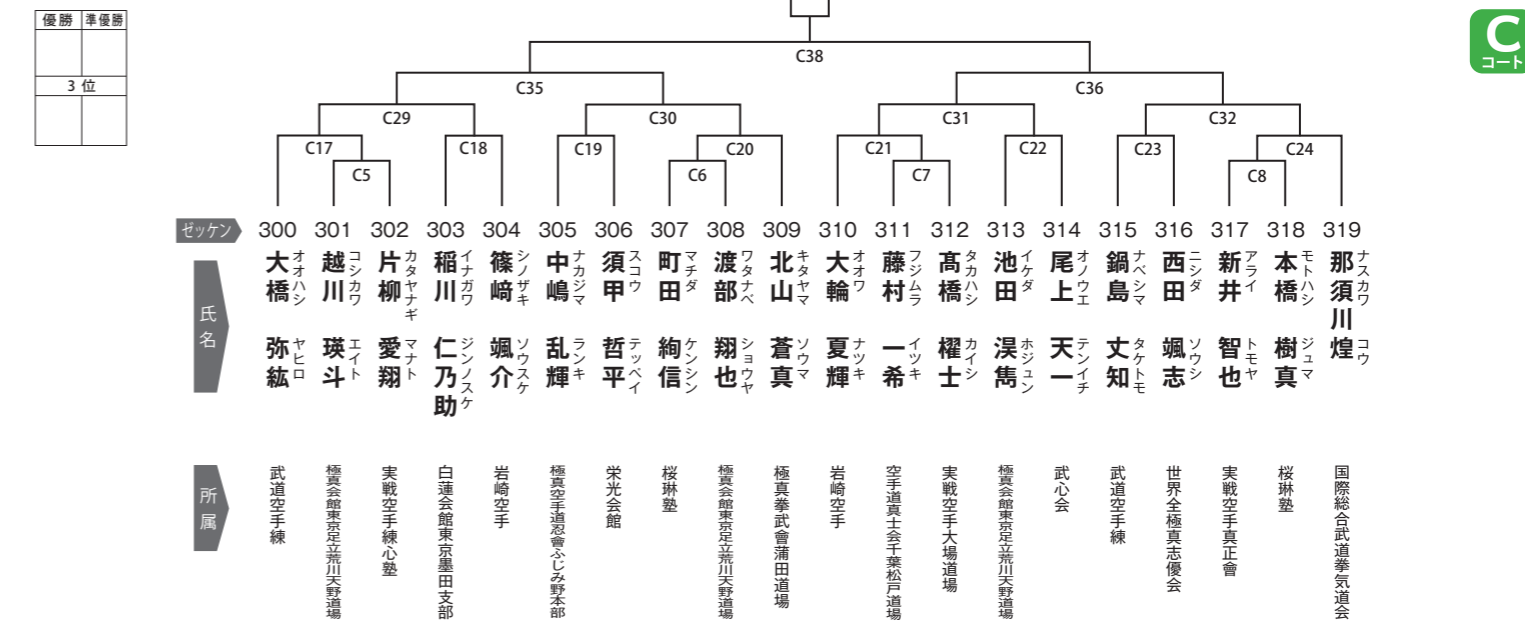 優勝 準優勝
3 位
C
コート
C38
C35 C36
C29 C30 C31 C32
C17 C18 C19 C20 C21 C22 C23 C24
C5 C6 C7 C8
ゼッケン 300 301 302 303 304 305 306 307 308 309 310 311 312 313 314 315 316 317 318 319
氏名
大橋 弥紘 オオハシ ヤヒロ
越川 瑛斗 コシカワ エイト
片柳 愛翔 カタヤナギ マナト
稲川 仁乃助 イナガワ ジンノスケ
篠﨑 颯介 シノザキ ソウスケ
中嶋 乱輝 ナカジマ ランキ
須甲 哲平 スコウ テッペイ
町田 絢信 マチダ ケンシン
渡部 翔也 ワタナベ ショウヤ
北山 蒼真 キタヤマ ソウマ
大輪 夏輝 オオワ ナツキ
藤村 一希 フジムラ イツキ
髙橋 櫂士 タカハシ カイシ
池田 淏雋 イケダ ホジュン
尾上 天一 オノウエ テンイチ
鍋島 丈知 ナベシマ タケトモ
西田 颯志 ニシダ ソウシ
新井 智也 アライ トモヤ
本橋 樹真 モトハシ ジュマ
那須川 煌 ナスカワ コウ
所属
武道空手練
極真会館東京足立荒川天野道場
実戦空手練心塾
白蓮会館東京墨田支部
岩崎空手
極真空手道忍會ふじみ野本部
栄光会館
桜琳塾
極真会館東京足立荒川天野道場
極真拳武會蒲田道場
岩崎空手
空手道真士会千葉松戸道場
実戦空手大場道場
極真会館東京足立荒川天野道場
武心会
武道空手練
世界全極真志優会
実戦空手真正會
桜琳塾
国際総合武道拳気道会